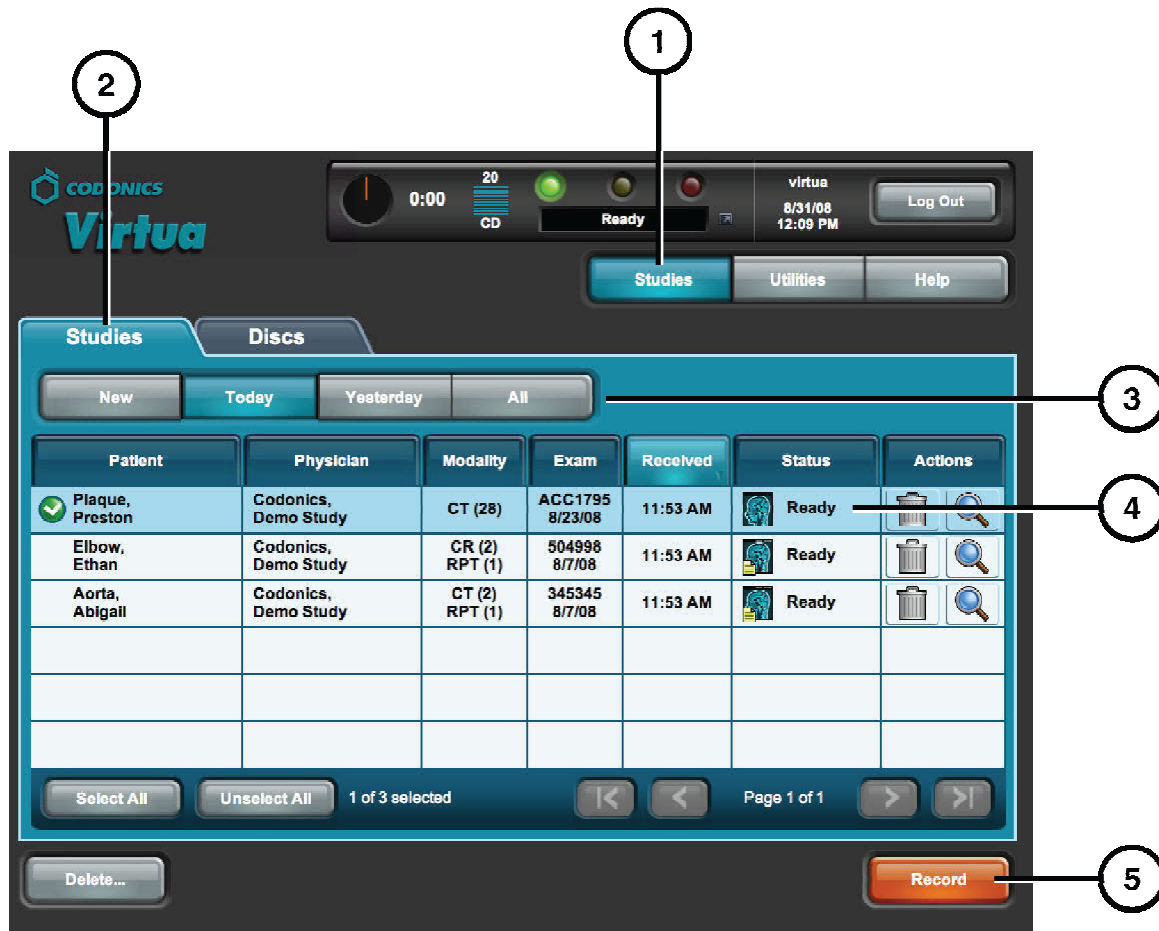 1
2
CODONICS
Virtua
0:00
20
CD
Ready
virtua
8/31/08
12:09 PM
Log Out
Studies
Utilities
Help
Studies
Discs
New
Today
Yesterday
All
3
Patient
Physician
Modality
Exam
Received
Status
Actions
Plaque,
Preston
Codonics,
Demo Study
CT (28)
ACC1795
8/23/08
11:53 AM
Ready
4
Elbow,
Ethan
Codonics,
Demo Study
CR (2)
RPT (1)
504998
8/7/08
11:53 AM
Ready
Aorta,
Abigail
Codonics,
Demo Study
CT (2)
RPT (1)
345345
8/7/08
11:53 AM
Ready
Select All
Unselect All
1 of 3 selected
Page 1 of 1
Delete...
Record
5